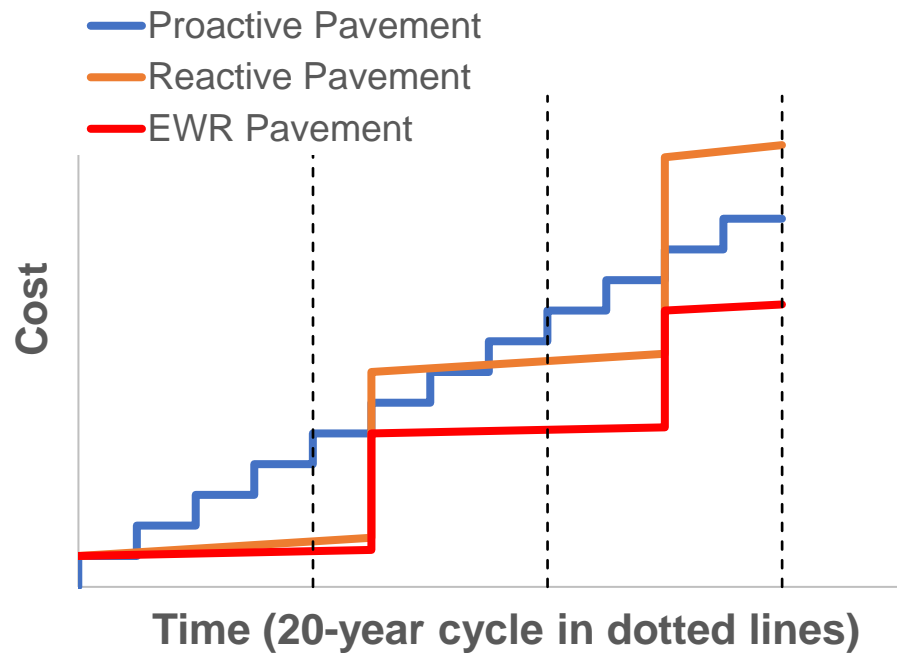 Proactive Pavement
Reactive Pavement
EWR Pavement
Cost
Time (20-year cycle in dotted lines)